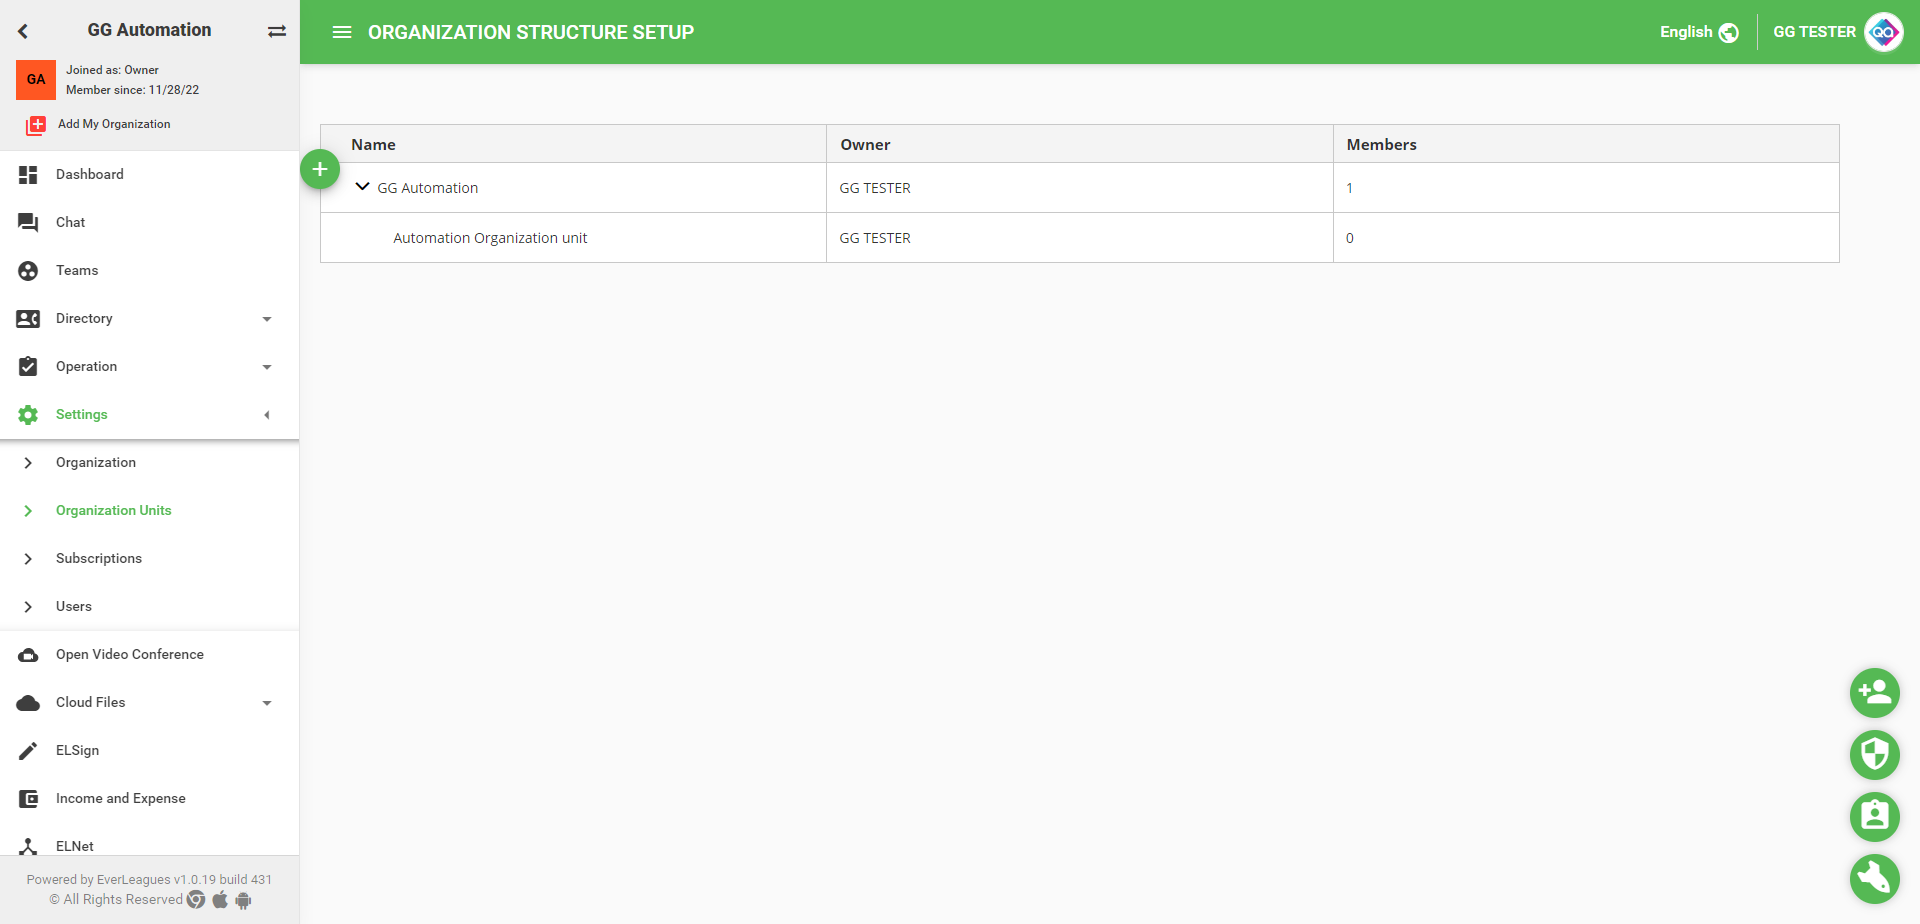 GG Automation
GA
Joined as: Owner
Member since: 11/28/22
Add My Organization
Dashboard
Chat
Teams
Directory
Operation
Settings
Organization
Organization Units
Subscriptions
Users
Open Video Conference
Cloud Files
ELSign
Income and Expense
ELNet
Powered by EverLeagues v1.0.19 build 431
© All Rights Reserved
ORGANIZATION STRUCTURE SETUP
English
GG TESTER
QA
Name Owner Members
GG Automation GG TESTER 1
Automation Organization unit GG TESTER 0